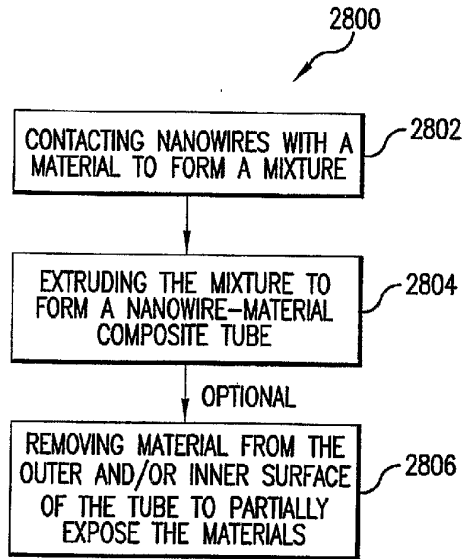 2800
CONTACTING NANOWIRES WITH A
MATERIAL TO FORM A MIXTURE
2802
EXTRUDING THE MIXTURE TO
FORM A NANOWIRE-MATERIAL
COMPOSITE TUBE
2804
OPTIONAL
REMOVING MATERIAL FROM THE
OUTER AND/OR INNER SURFACE
OF THE TUBE TO PARTIALLY
EXPOSE THE MATERIALS
2806